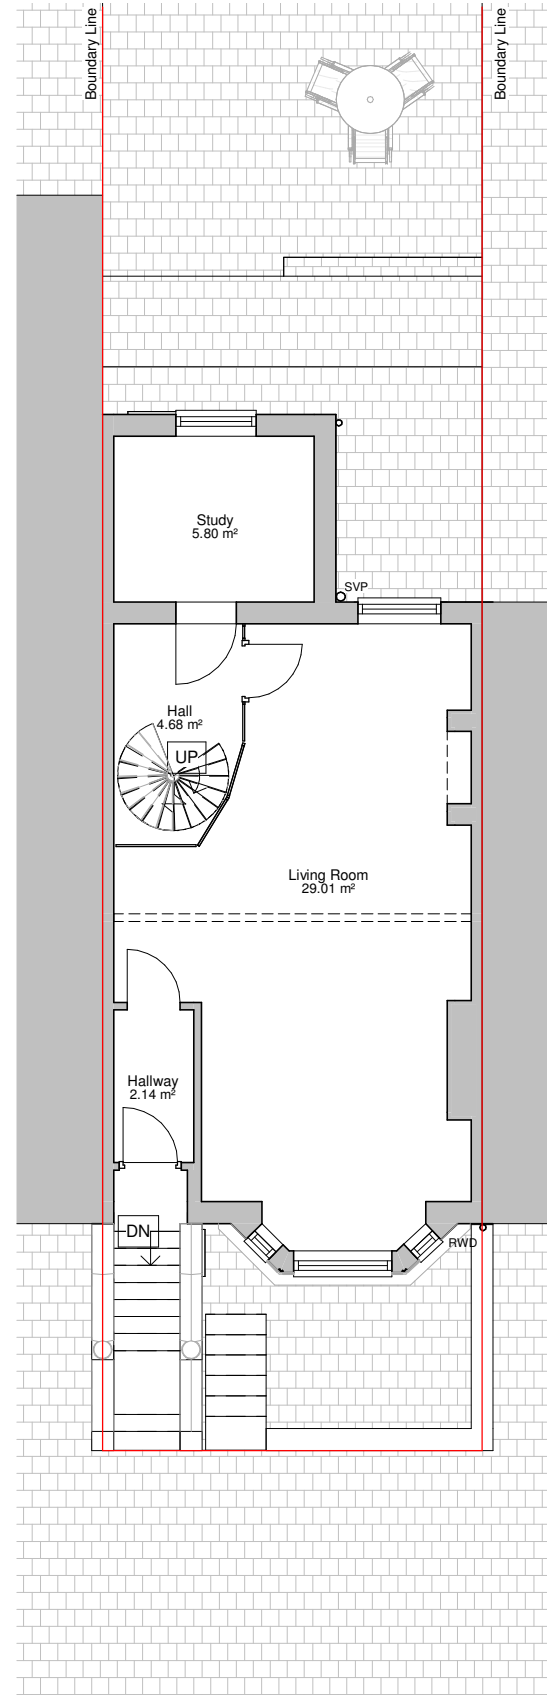 Boundary Line
Boundary Line
Study
5.80 m²
SVP
Hall
4.68 m²
UP
Living Room
29.01 m²
Hallway
2.14 m²
DN
RWD